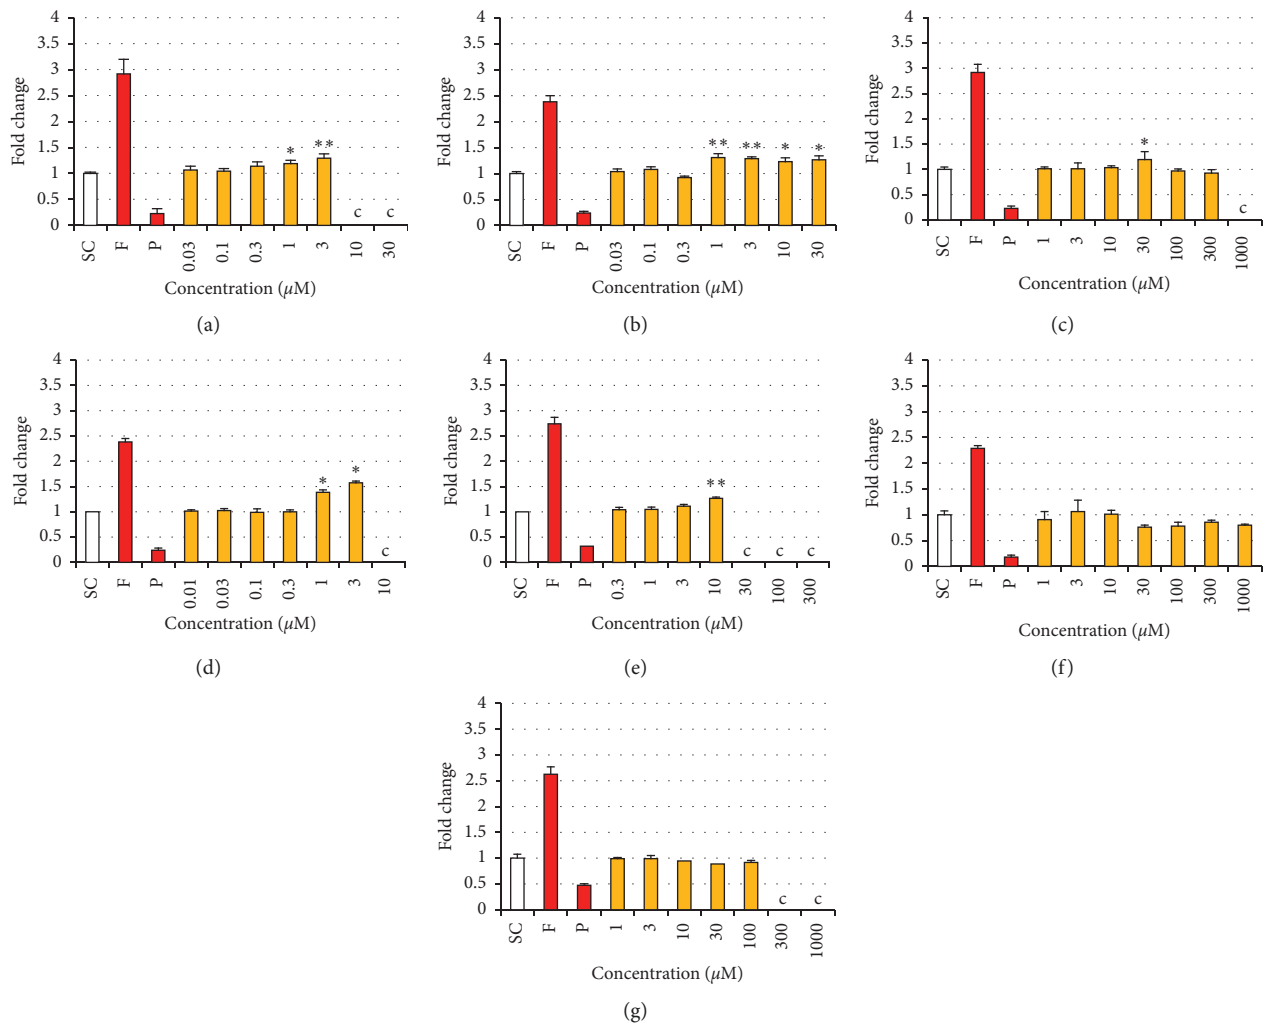 4
3.5
3
2.5
2
1.5
1
0.5
0
Fold change
* ** c c
SC F P 0.03 0.1 0.3 1 3 10 30
Concentration (µM)
(a)
4
3.5
3
2.5
2
1.5
1
0.5
0
Fold change
** ** * *
SC F P 0.03 0.1 0.3 1 3 10 30
Concentration (µM)
(b)
4
3.5
3
2.5
2
1.5
1
0.5
0
Fold change
* c
SC F P 1 3 10 30 100 300 1000
Concentration (µM)
(c)
4
3.5
3
2.5
2
1.5
1
0.5
0
Fold change
* * c
SC F P 0.01 0.03 0.1 0.3 1 3 10
Concentration (µM)
(d)
4
3.5
3
2.5
2
1.5
1
0.5
0
Fold change
** c c c
SC F P 0.3 1 3 10 30 100 300
Concentration (µM)
(e)
4
3.5
3
2.5
2
1.5
1
0.5
0
Fold change
SC F P 1 3 10 30 100 300 1000
Concentration (µM)
(f)
4
3.5
3
2.5
2
1.5
1
0.5
0
Fold change
c c
SC F P 1 3 10 30 100 300 1000
Concentration (µM)
(g)